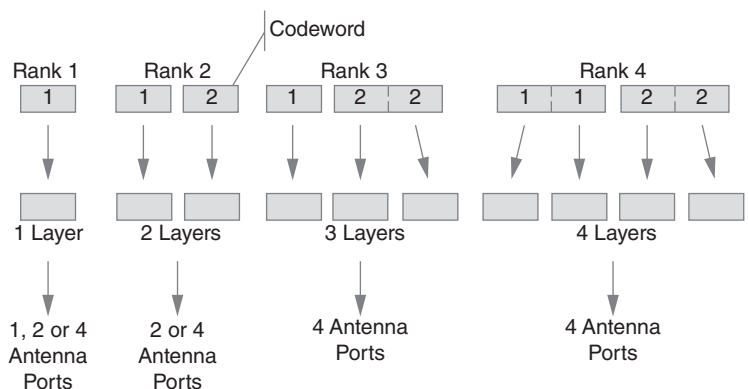 Codeword
Rank 1 Rank 2 Rank 3 Rank 4
1 1 2 1 2 2 1 1 2 2
1 Layer 2 Layers 3 Layers 4 Layers
1, 2 or 4
Antenna
Ports
2 or 4
Antenna
Ports
4 Antenna
Ports
4 Antenna
Ports